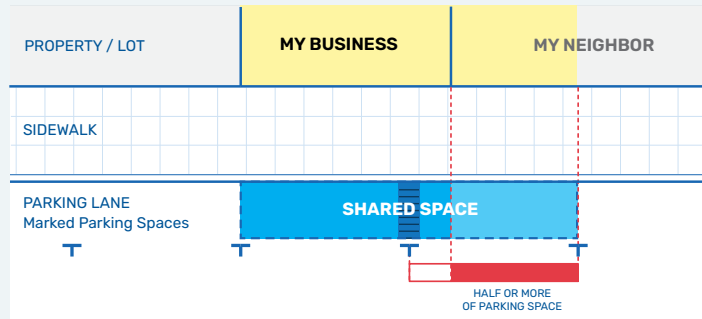 PROPERTY / LOT
MY BUSINESS
MY NEIGHBOR
SIDEWALK
PARKING LANE
Marked Parking Spaces
SHARED SPACE
HALF OR MORE
OF PARKING SPACE